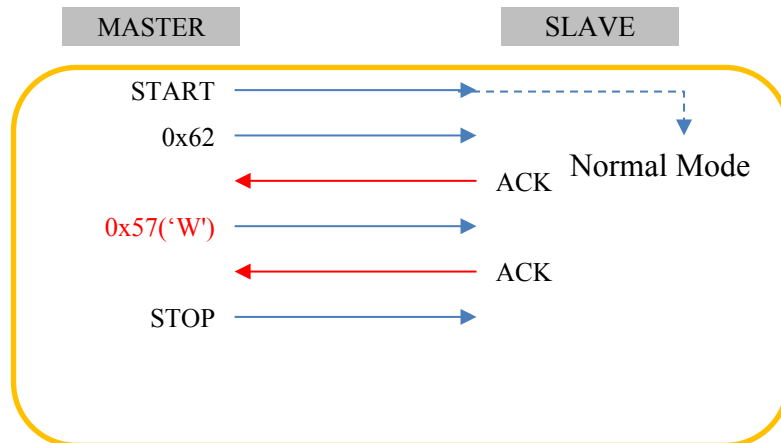 MASTER SLAVE
START
0x62
Normal Mode
ACK
0x57(‘W')
ACK
STOP